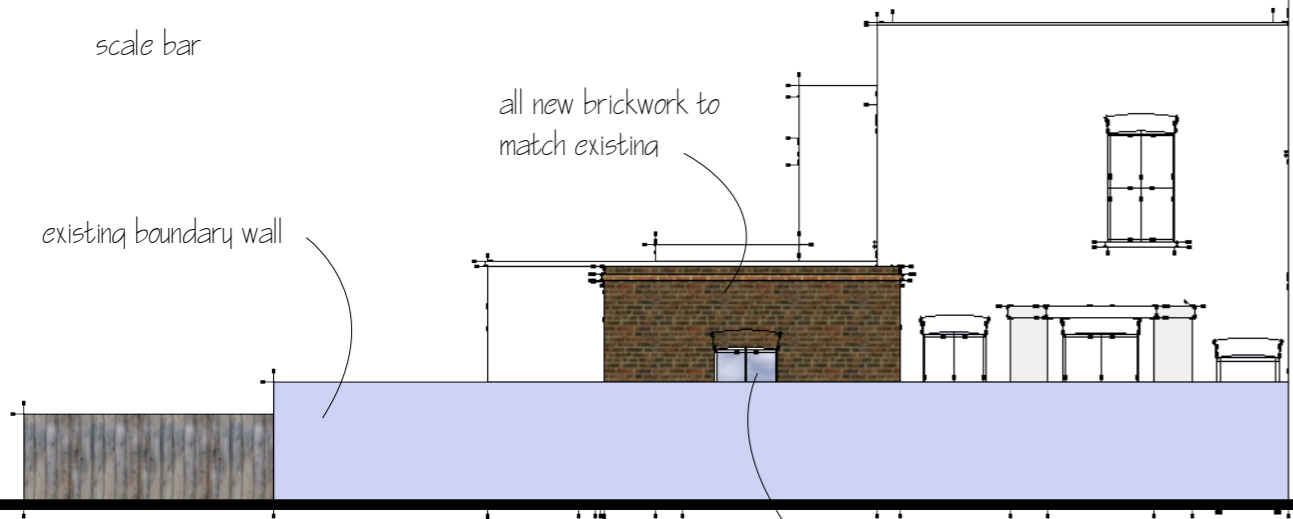 scale bar
all new brickwork to
match existing
existing boundary wall